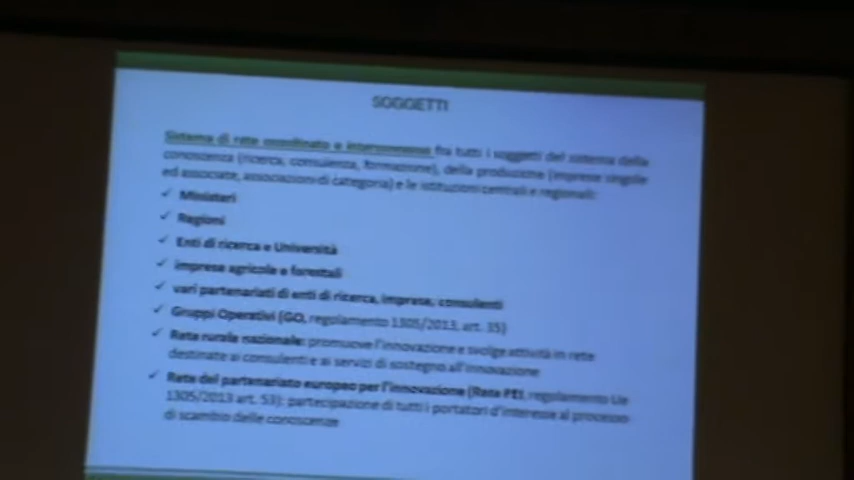 SOGGETTI
Sistema di rete coordinato e interconnesso fra tutti i soggetti del sistema della
conoscenza (ricerca, consulenza, formazione), della produzione (imprese singole
ed associate, associazioni di categoria) e le istituzioni centrali e regionali:
✓ Ministeri
✓ Regioni
✓ Enti di ricerca e Università
✓ imprese agricole e forestali
✓ vari partenariati di enti di ricerca, imprese, consulenti
✓ Gruppi Operativi (GO, regolamento 1305/2013, art. 35)
✓ Rete rurale nazionale: promuove l'innovazione e svolge attività in rete
destinate ai consulenti e ai servizi di sostegno all'innovazione
✓ Rete del partenariato europeo per l'innovazione (Rete PEI, regolamento Ue
1305/2013 art. 53): partecipazione di tutti i portatori d'interesse al processo
di scambio delle conoscenze